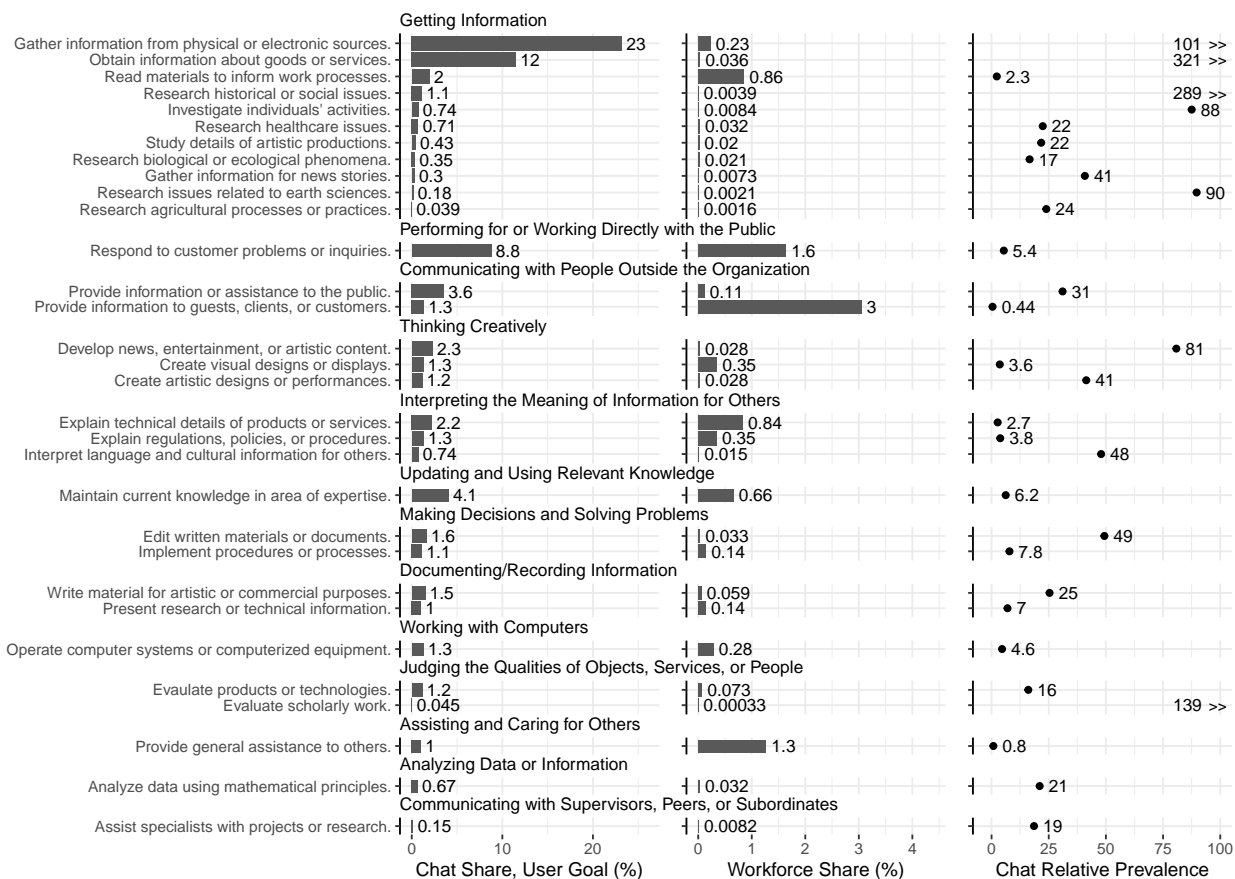 Getting Information
Gather information from physical or electronic sources. 23 0.23 101 >>
Obtain information about goods or services. 12 0.036 321 >>
Read materials to inform work processes. 2 0.86 2.3
Research historical or social issues. 1.1 0.0039 289 >>
Investigate individuals' activities. 0.74 0.0084 88
Research healthcare issues. 0.71 0.032 22
Study details of artistic productions. 0.43 0.02 22
Research biological or ecological phenomena. 0.35 0.021 17
Gather information for news stories. 0.3 0.0073 41
Research issues related to earth sciences. 0.18 0.0021 90
Research agricultural processes or practices. 0.039 0.0016 24
Performing for or Working Directly with the Public
Respond to customer problems or inquiries. 8.8 1.6 5.4
Communicating with People Outside the Organization
Provide information or assistance to the public. 3.6 0.11 31
Provide information to guests, clients, or customers. 1.3 3 0.44
Thinking Creatively
Develop news, entertainment, or artistic content. 2.3 0.028 81
Create visual designs or displays. 1.3 0.35 3.6
Create artistic designs or performances. 1.2 0.028 41
Interpreting the Meaning of Information for Others
Explain technical details of products or services. 2.2 0.84 2.7
Explain regulations, policies, or procedures. 1.3 0.35 3.8
Interpret language and cultural information for others. 0.74 0.015 48
Updating and Using Relevant Knowledge
Maintain current knowledge in area of expertise. 4.1 0.66 6.2
Making Decisions and Solving Problems
Edit written materials or documents. 1.6 0.033 49
Implement procedures or processes. 1.1 0.14 7.8
Documenting/Recording Information
Write material for artistic or commercial purposes. 1.5 0.059 25
Present research or technical information. 1 0.14 7
Working with Computers
Operate computer systems or computerized equipment. 1.3 0.28 4.6
Judging the Qualities of Objects, Services, or People
Evaulate products or technologies. 1.2 0.073 16
Evaluate scholarly work. 0.045 0.00033 139 >>
Assisting and Caring for Others
Provide general assistance to others. 1 1.3 0.8
Analyzing Data or Information
Analyze data using mathematical principles. 0.67 0.032 21
Communicating with Supervisors, Peers, or Subordinates
Assist specialists with projects or research. 0.15 0.0082 19
0 10 20 0 1 2 3 4 0 25 50 75 100
Chat Share, User Goal (%) Workforce Share (%) Chat Relative Prevalence